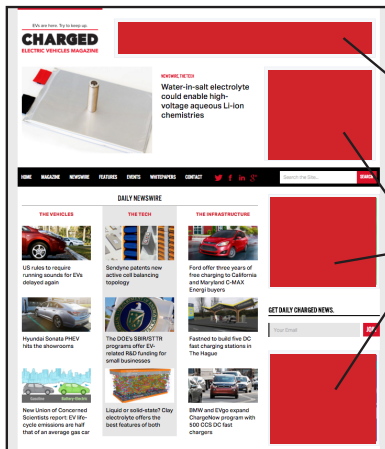 EVs are here. Try to keep up.
CHARGED
ELECTRIC VEHICLES MAGAZINE
NEWSWIRE, THE TECH
Water-in-salt electrolyte
could enable high-
voltage aqueous Li-ion
chemistries
HOME MAGAZINE NEWSWIRE FEATURES EVENTS WHITEPAPERS CONTACT
Search the Site...
SEARCH
DAILY NEWSWIRE
THE VEHICLES
THE TECH
THE INFRASTRUCTURE
US rules to require
running sounds for EVs
delayed again
Sendyne patents new
active cell balancing
topology
Ford offer three years of
free charging to California
and Maryland C-MAX
Energi buyers
GET DAILY CHARGED NEWS.
Your Email
JOIN
Hyundai Sonata PHEV
hits the showrooms
The DOE's SBIR/STTR
programs offer EV-
related R&D funding for
small businesses
Fastned to build five DC
fast charging stations in
The Hague
Gasoline
Battery-Electric
New Union of Concerned
Scientists report: EV life-
cycle emissions are half
that of an average gas car
Liquid or solid-state? Clay
electrolyte offers the
best features of both
BMW and EVgo expand
ChargeNow program with
500 CCS DC fast
chargers